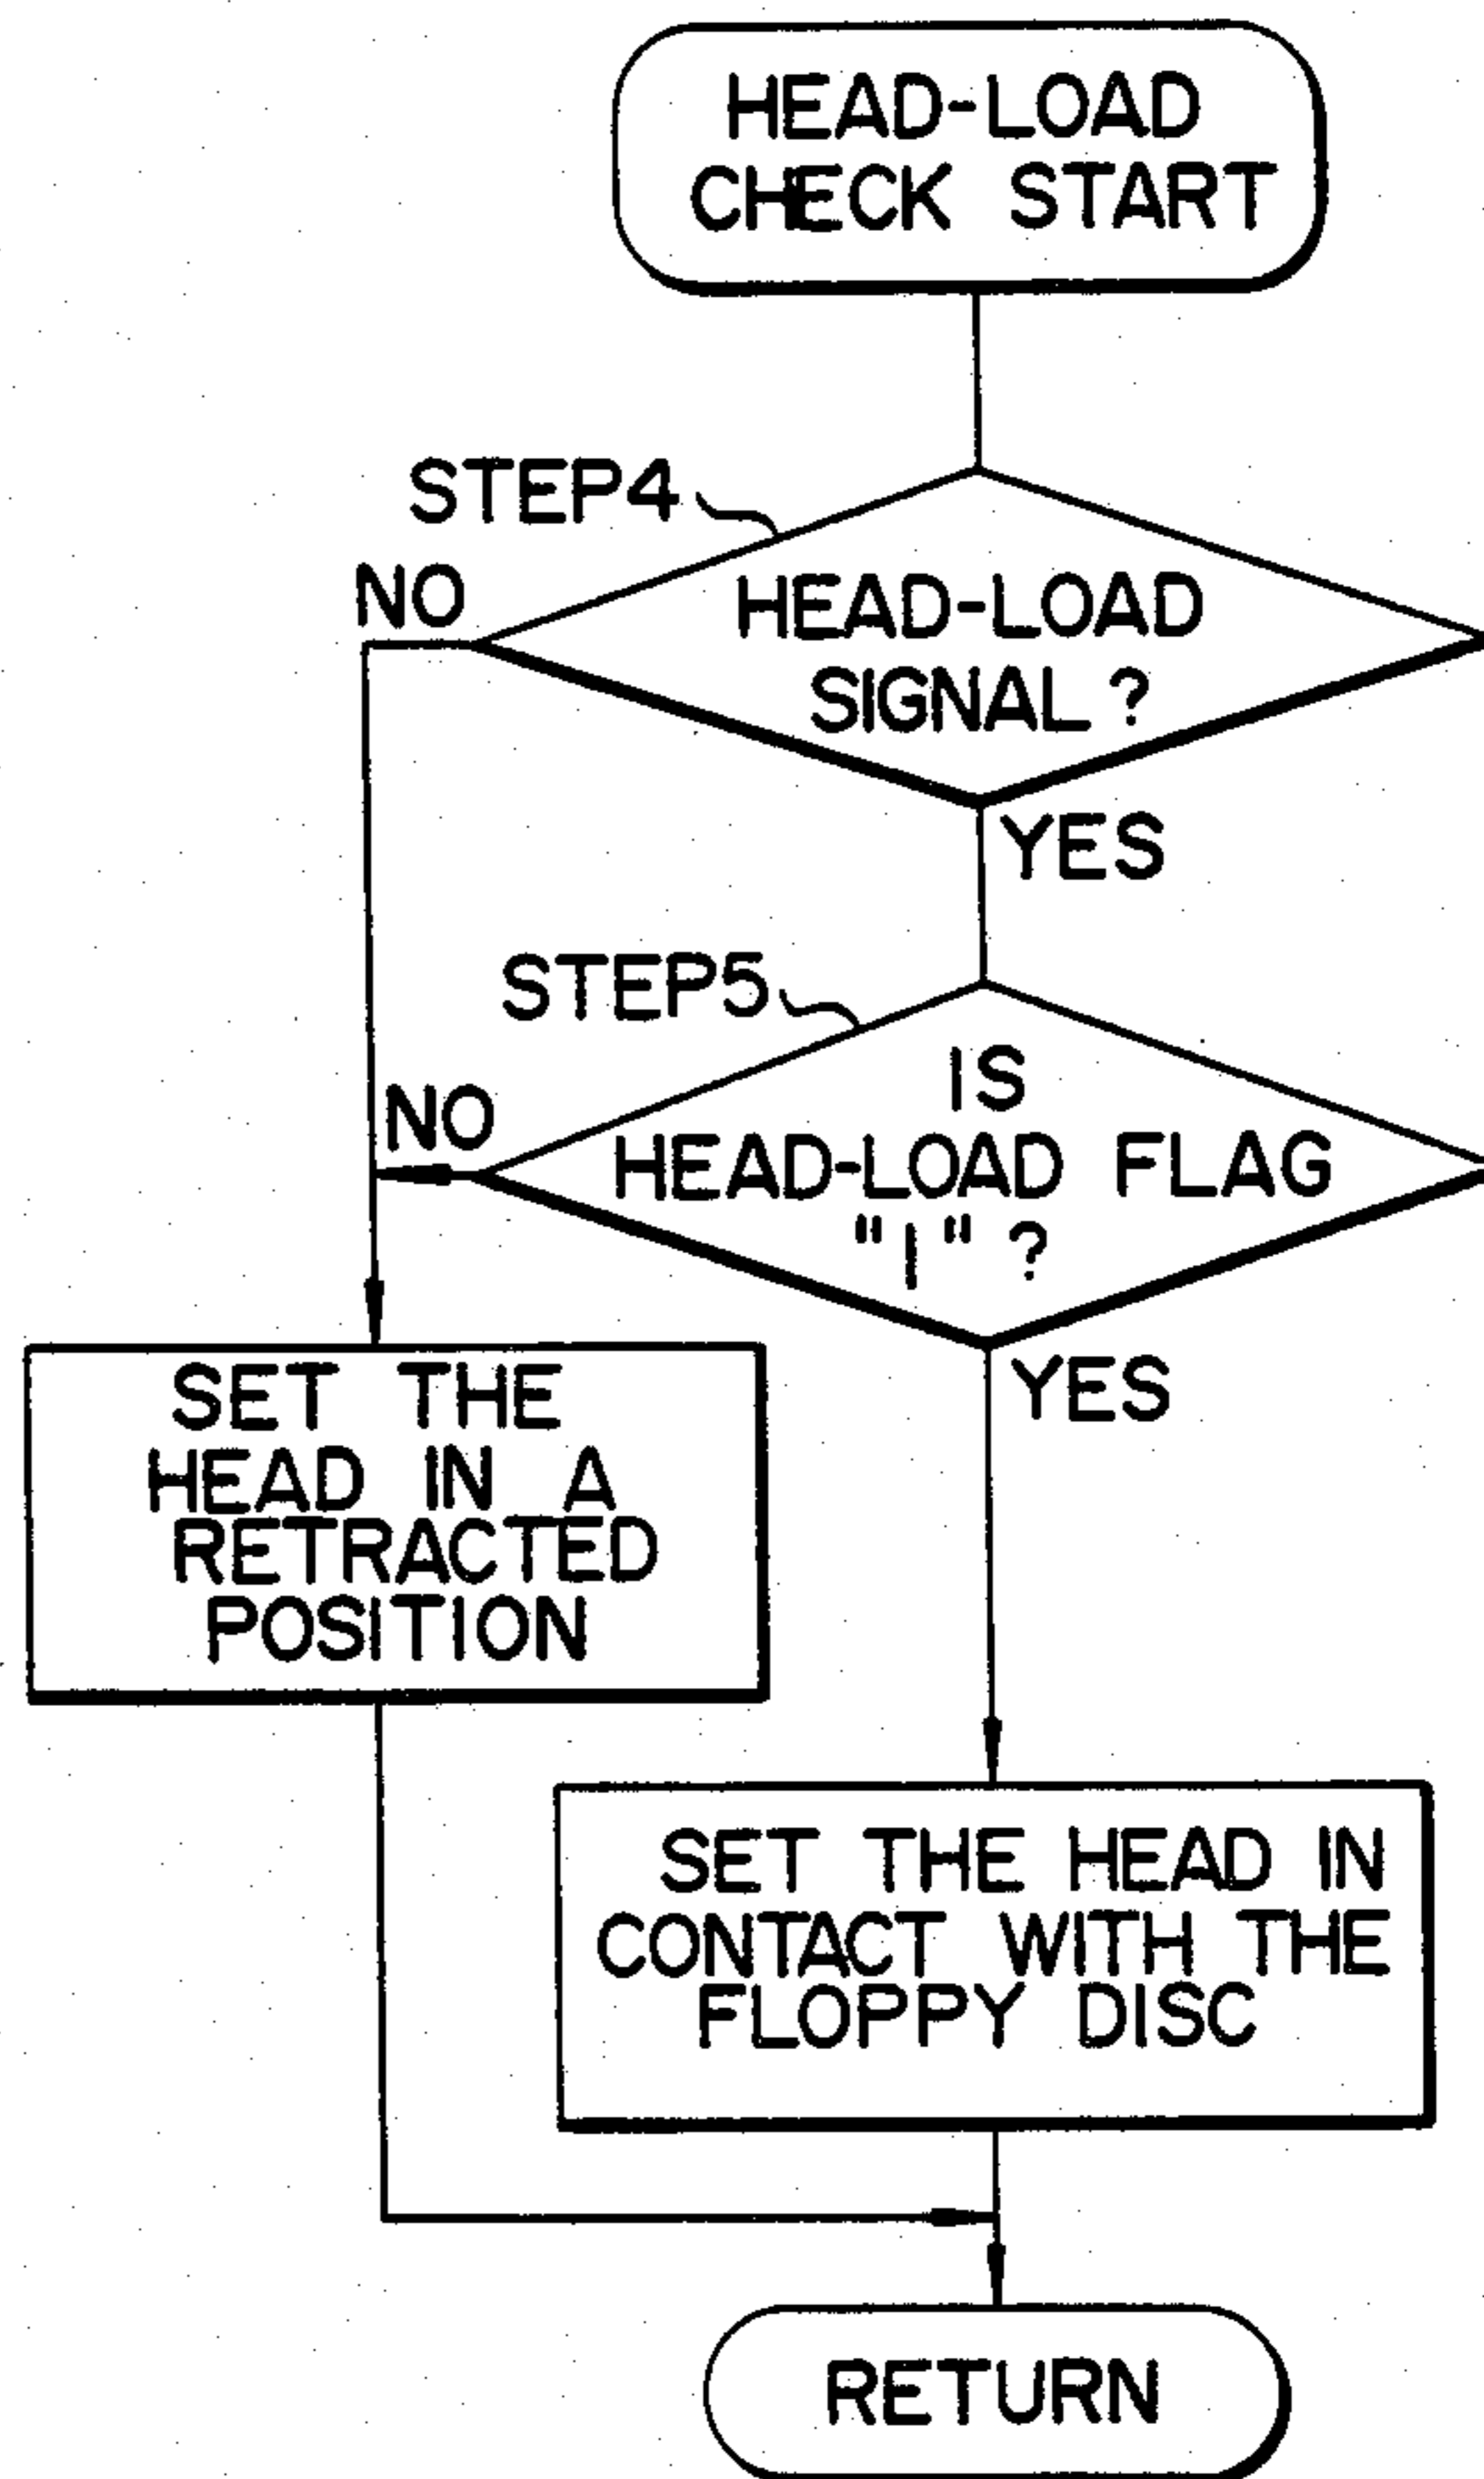 HEAD-LOAD
CHECK START
STEP4
NO
HEAD-LOAD
SIGNAL ?
YES
STEP5
NO
IS
HEAD-LOAD FLAG
"1" ?
YES
SET THE
HEAD IN A
RETRACTED
POSITION
SET THE HEAD IN
CONTACT WITH THE
FLOPPY DISC
RETURN